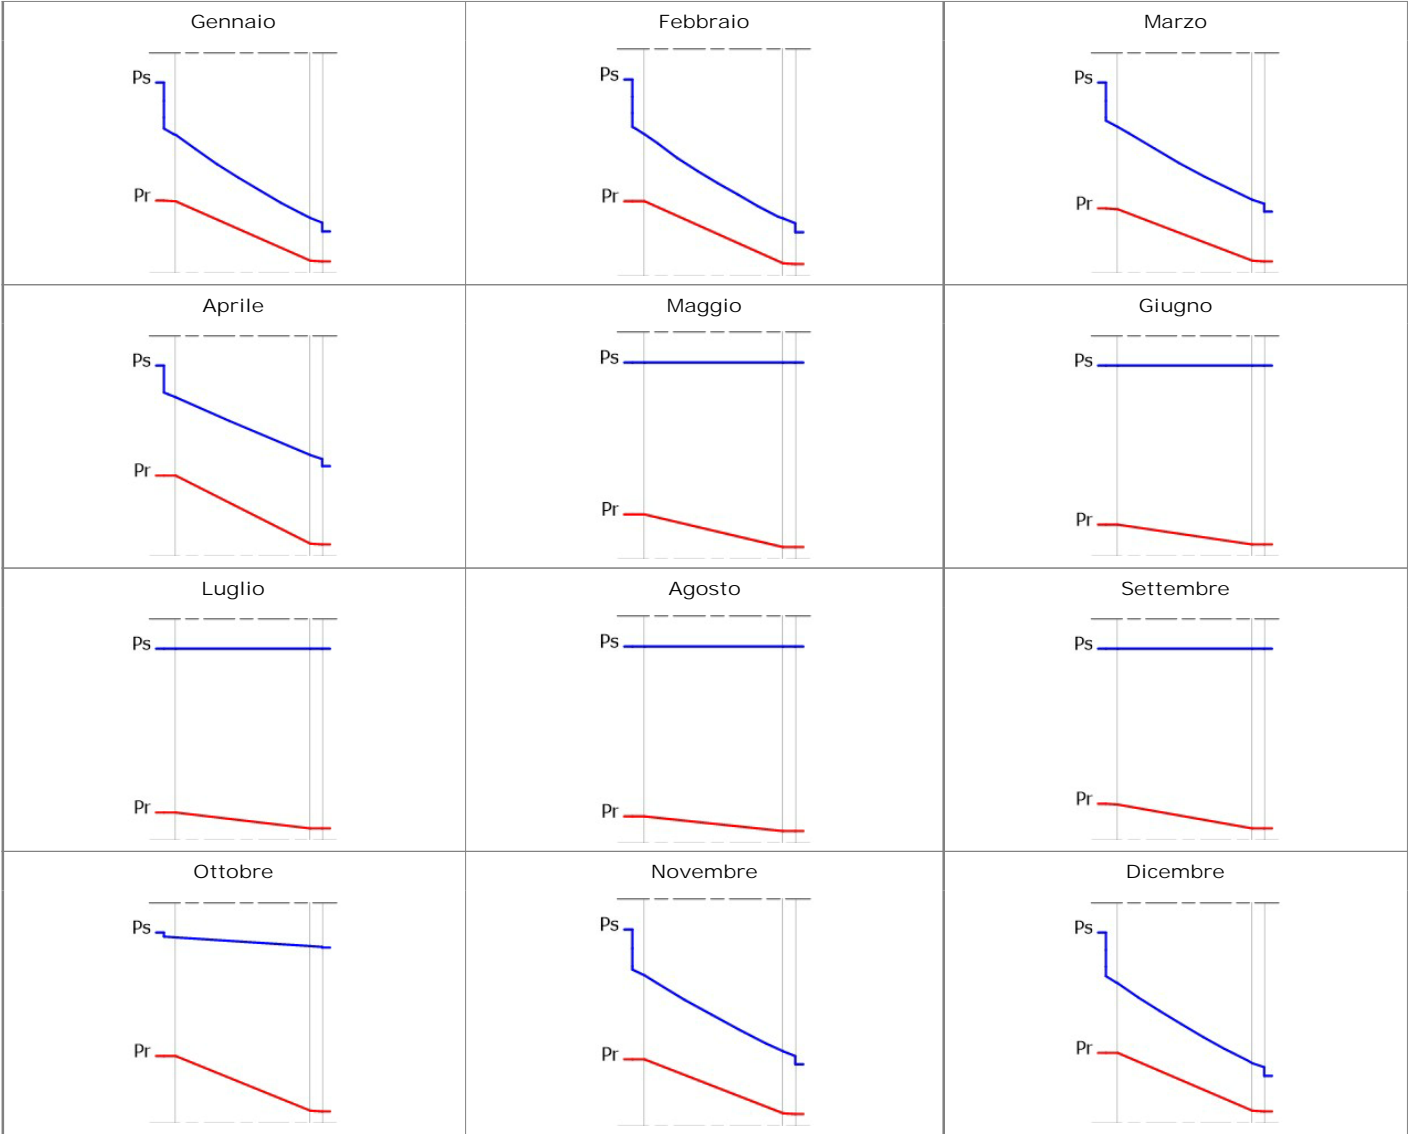 Gennaio
Febbraio
Marzo
Ps
Ps
Ps
Pr
Pr
Pr
Aprile
Maggio
Giugno
Ps
Ps
Ps
Pr
Pr
Pr
Luglio
Agosto
Settembre
Ps
Ps
Ps
Pr
Pr
Pr
Ottobre
Novembre
Dicembre
Ps
Ps
Ps
Pr
Pr
Pr